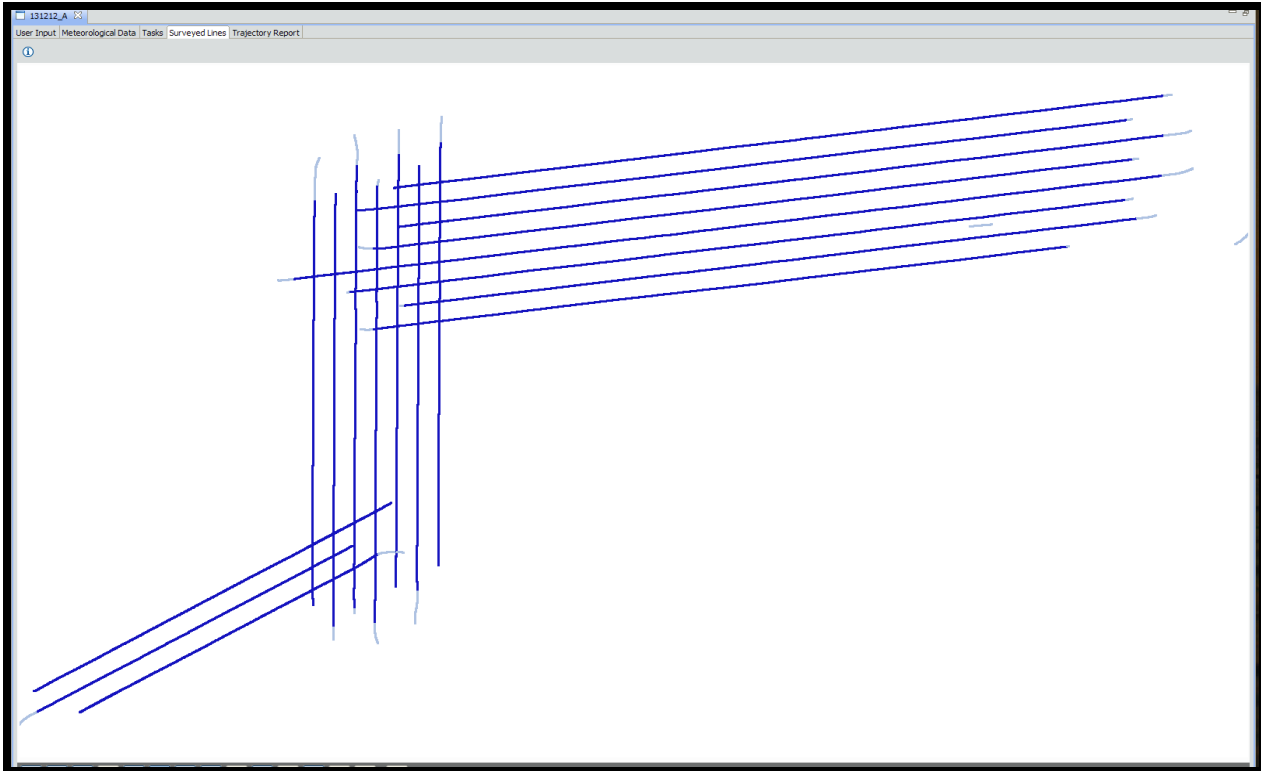 131212_A
User Input Meteorological Data Tasks Surveyed Lines Trajectory Report